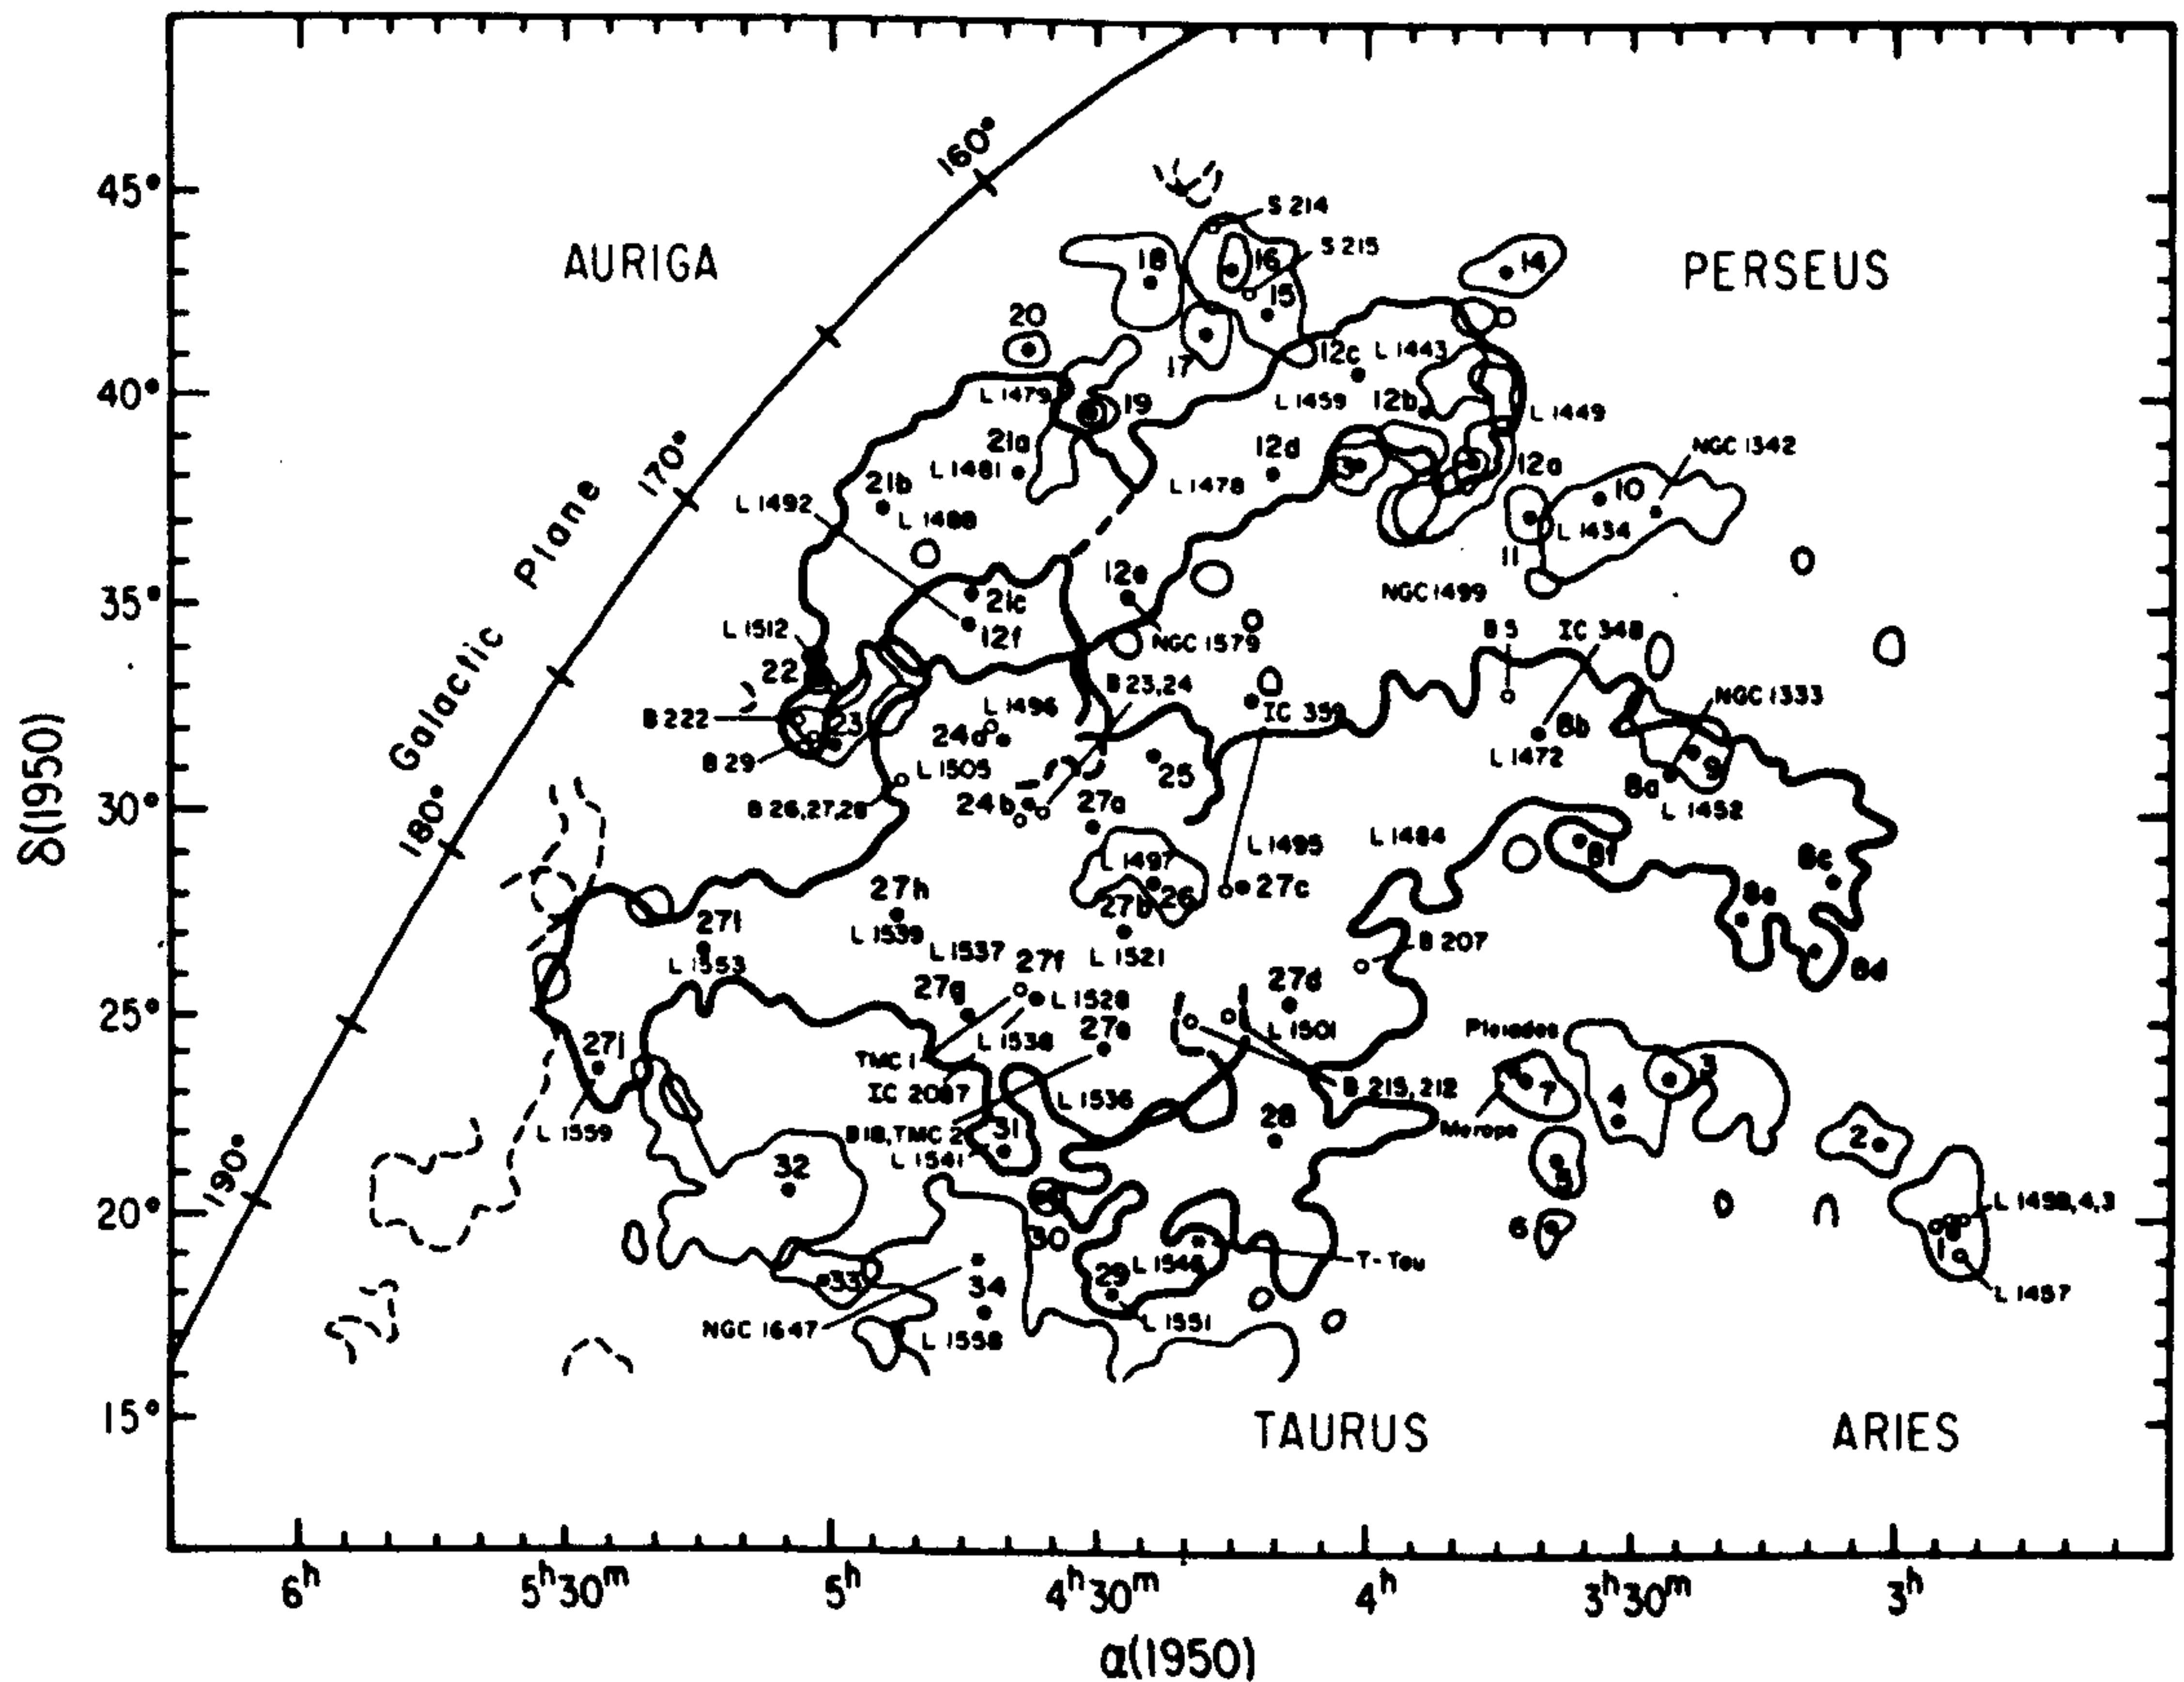 160°
45°
S 214
AURIGA
18
16
S 215
14
PERSEUS
15
20
17
12c
L 1443
40°
L 1479
19
L 1459
12b
L 1449
170°
21a
L 1481
12d
12a
NGC 1342
21b
L 1478
10
L 1492
L 1488
L 1434
11
Galactic Plane
12e
NGC 1499
35°
21c
12f
L 1512
NGC 1579
B 5
IC 348
22
B 23,24
NGC 1333
B 222
23
L 1496
IC 359
24a
8b
B 29
L 1505
25
L 1472
9
8a
30°
B 26,27,28
24b
27a
L 1452
180°
L 1495
L 1484
L 1497
8f
8c
27h
26
27c
8e
27b
27i
L 1539
L 1537
L 1521
B 207
L 1553
27f
27d
8d
27g
L 1528
25°
L 1538
27e
L 1501
Pleiades
27j
TMC 1
3
IC 2087
L 1536
B 215, 212
7
4
28
L 1559
B18,TMC 2
31
Merope
2
L 1541
190°
32
5
20°
30
6
L 1546
T-Tau
1
33
34
29
L 1457
NGC 1647
L 1558
L 1551
15°
TAURUS
ARIES
δ(1950)
6ʰ
5ʰ30ᵐ
5ʰ
4ʰ30ᵐ
4ʰ
3ʰ30ᵐ
3ʰ
α(1950)